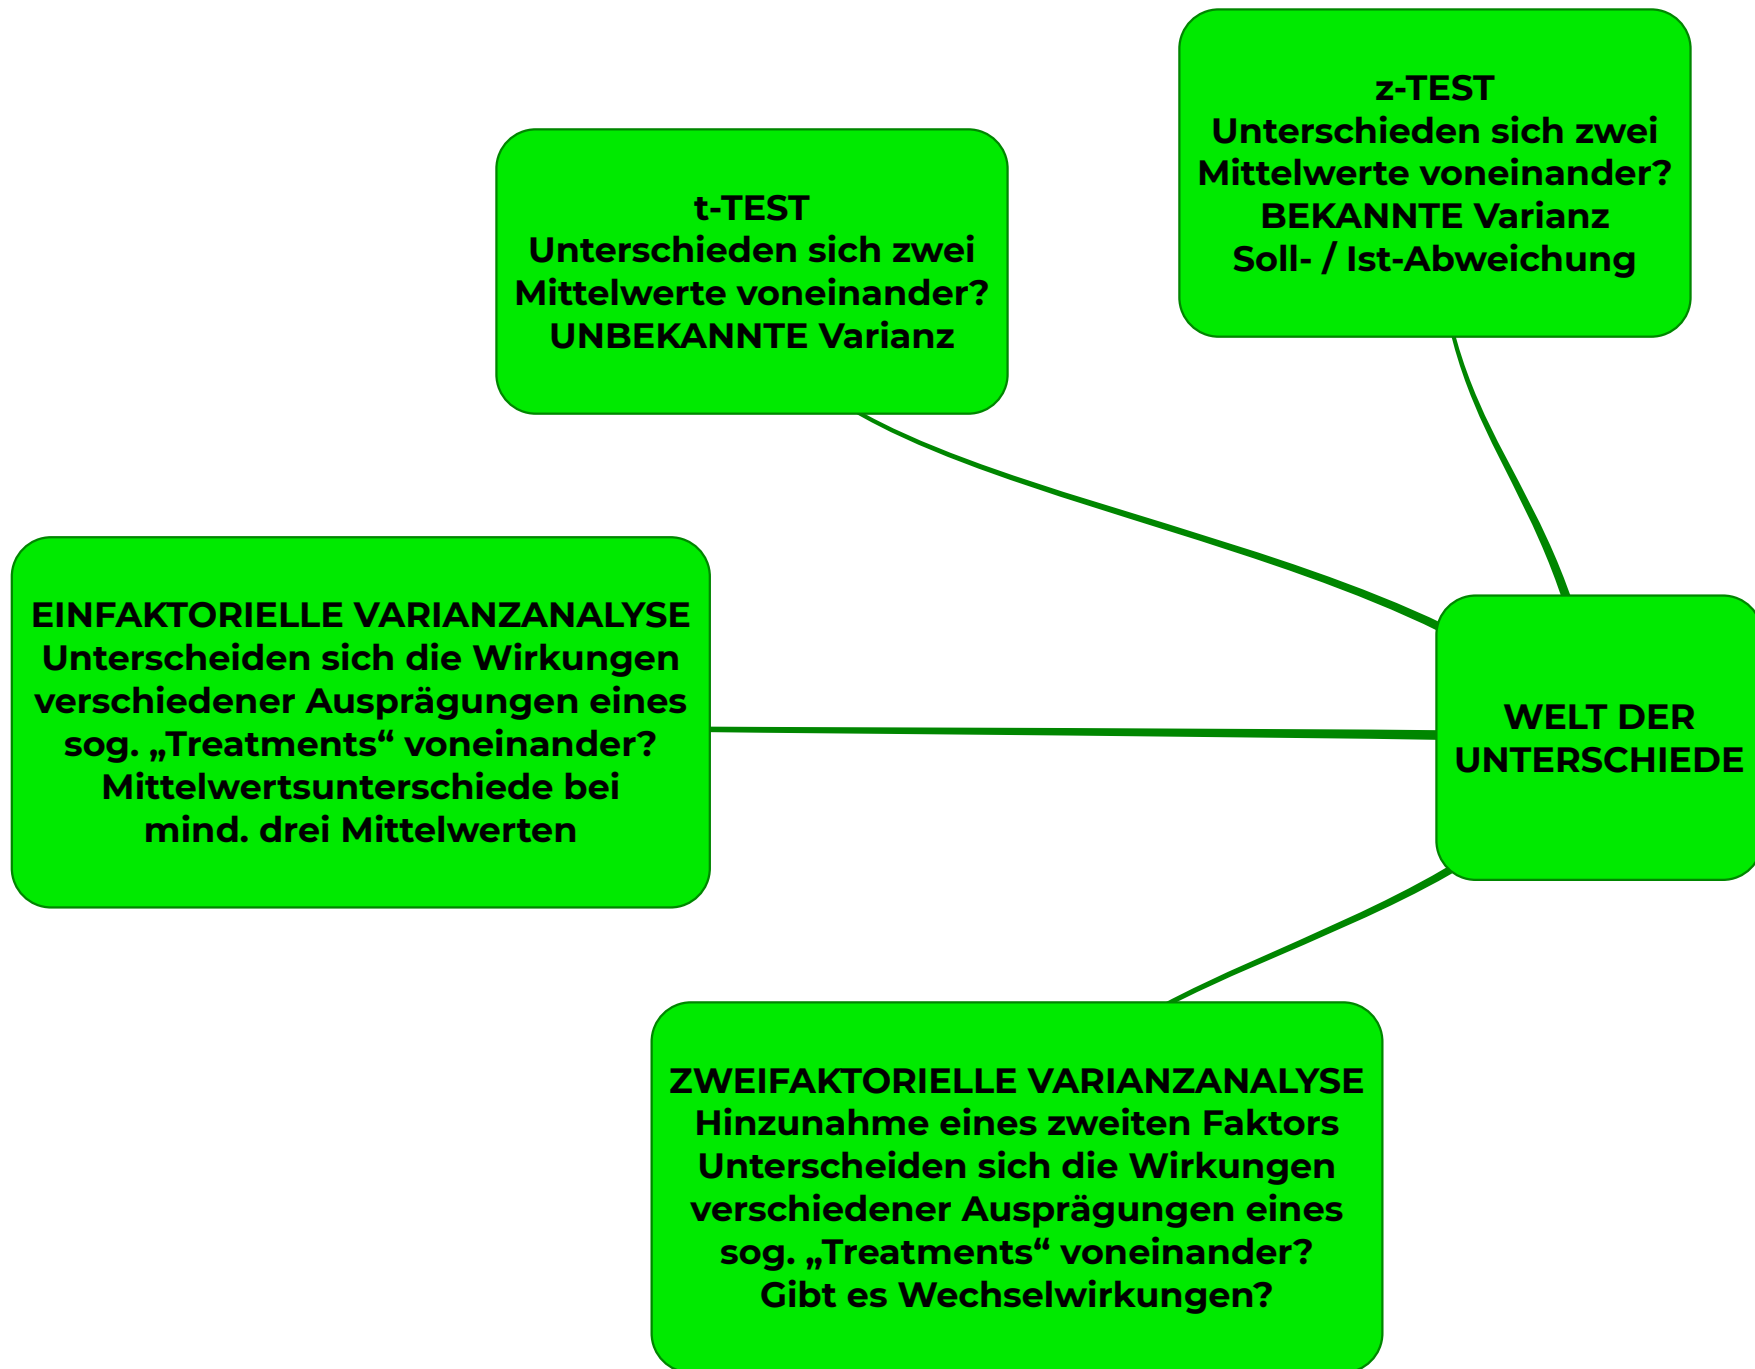 z-TEST
Unterschieden sich zwei
Mittelwerte voneinander?
BEKANNTE Varianz
Soll- / Ist-Abweichung
t-TEST
Unterschieden sich zwei
Mittelwerte voneinander?
UNBEKANNTE Varianz
EINFAKTORIELLE VARIANZANALYSE
Unterscheiden sich die Wirkungen
verschiedener Ausprägungen eines
sog. „Treatments“ voneinander?
Mittelwertsunterschiede bei
mind. drei Mittelwerten
WELT DER
UNTERSCHIEDE
ZWEIFAKTORIELLE VARIANZANALYSE
Hinzunahme eines zweiten Faktors
Unterscheiden sich die Wirkungen
verschiedener Ausprägungen eines
sog. „Treatments“ voneinander?
Gibt es Wechselwirkungen?